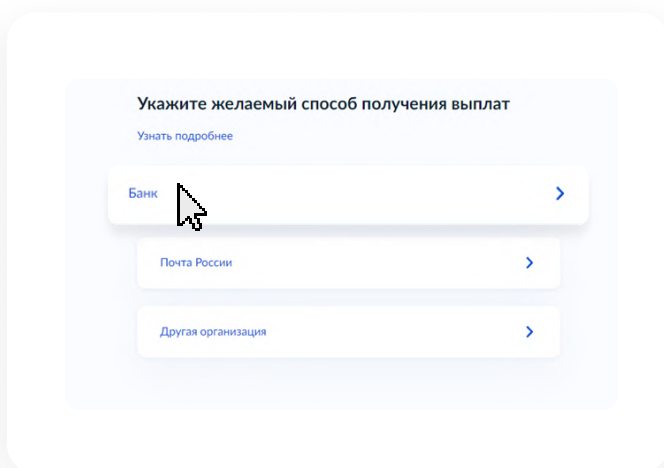 Укажите желаемый способ получения выплат
Узнать подробнее
Банк
Почта России
Другая организация